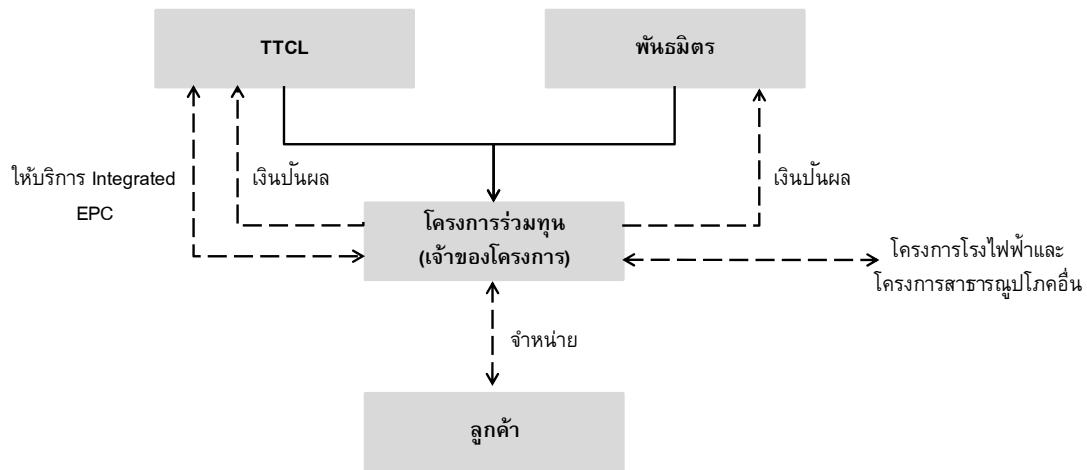 TTCL
พันธมิตร
ให้บริการ Integrated
EPC
เงินปันผล
เงินปันผล
โครงการร่วมทุน
(เจ้าของโครงการ)
โครงการโรงไฟฟ้าและ
โครงการสาธารณูปโภคอื่น
จำหน่าย
ลูกค้า